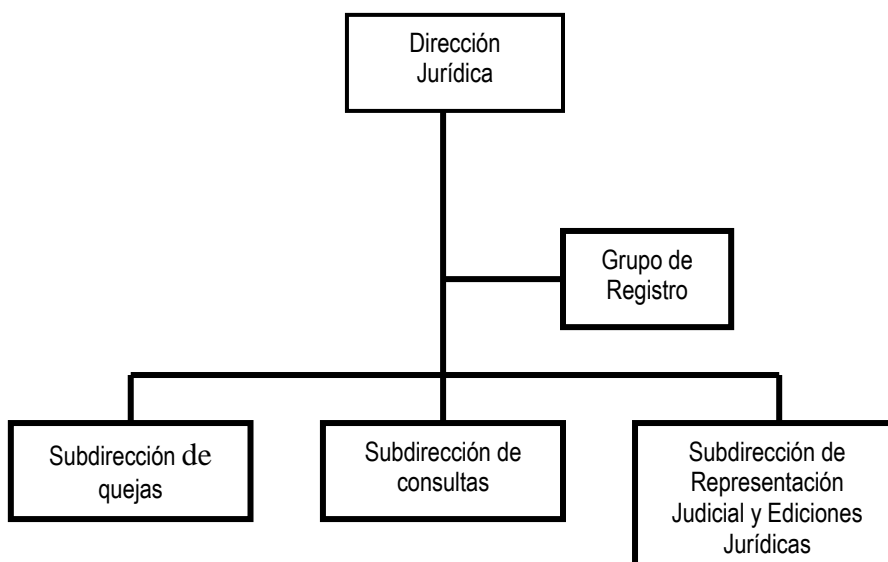 Dirección
Jurídica
Grupo de
Registro
Subdirección de
quejas
Subdirección de
consultas
Subdirección de
Representación
Judicial y Ediciones
Jurídicas